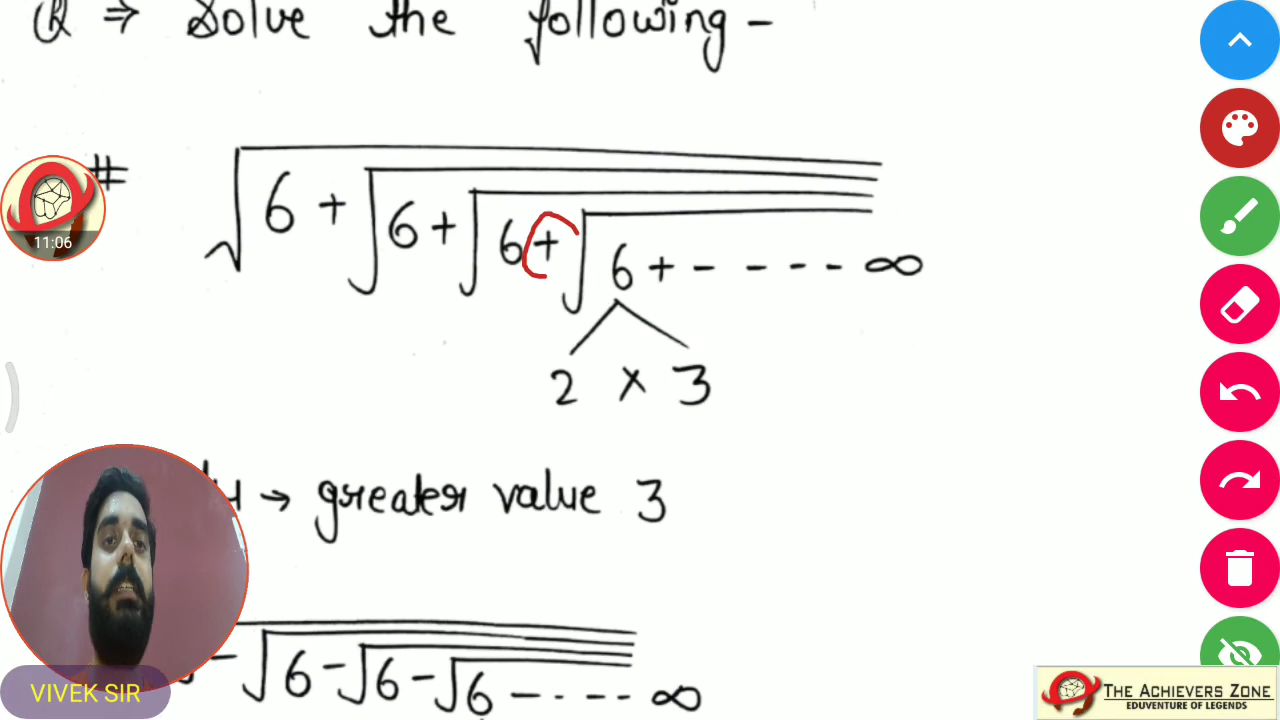 Q ⇒ Solve the following -
# √6 + √6 + √6 + √6 + - - - - ∞
11:06
2 × 3
→ greater value 3
- √6 - √6 - √6 - - - - - ∞
VIVEK SIR
THE ACHIEVERS ZONE
EDUVENTURE OF LEGENDS